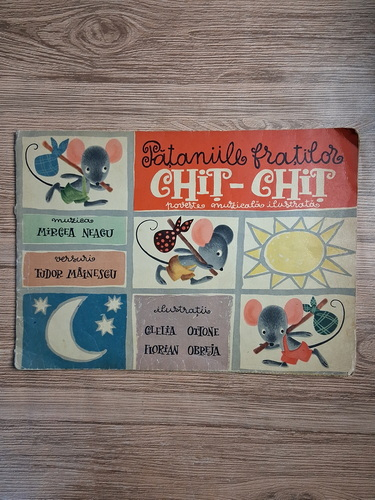 Pățaniile fraților
CHIȚ-CHIȚ
poveste muzicală ilustrată
muzica
MIRCEA NEAGU
versuri
TUDOR MĂINESCU
ilustrații
CLELIA OTTONE
FLORIAN OBREJA